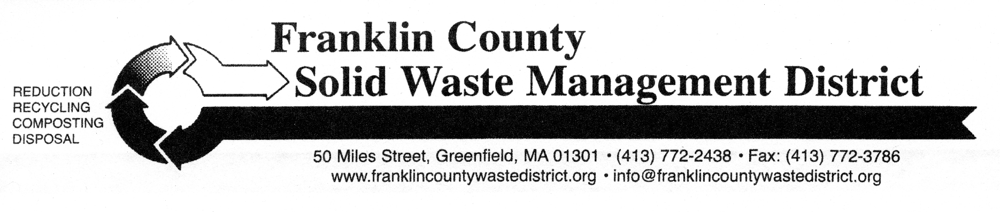 Franklin County
Solid Waste Management District
REDUCTION
RECYCLING
COMPOSTING
DISPOSAL
50 Miles Street, Greenfield, MA 01301 • (413) 772-2438 • Fax: (413) 772-3786
www.franklincountywastedistrict.org • info@franklincountywastedistrict.org